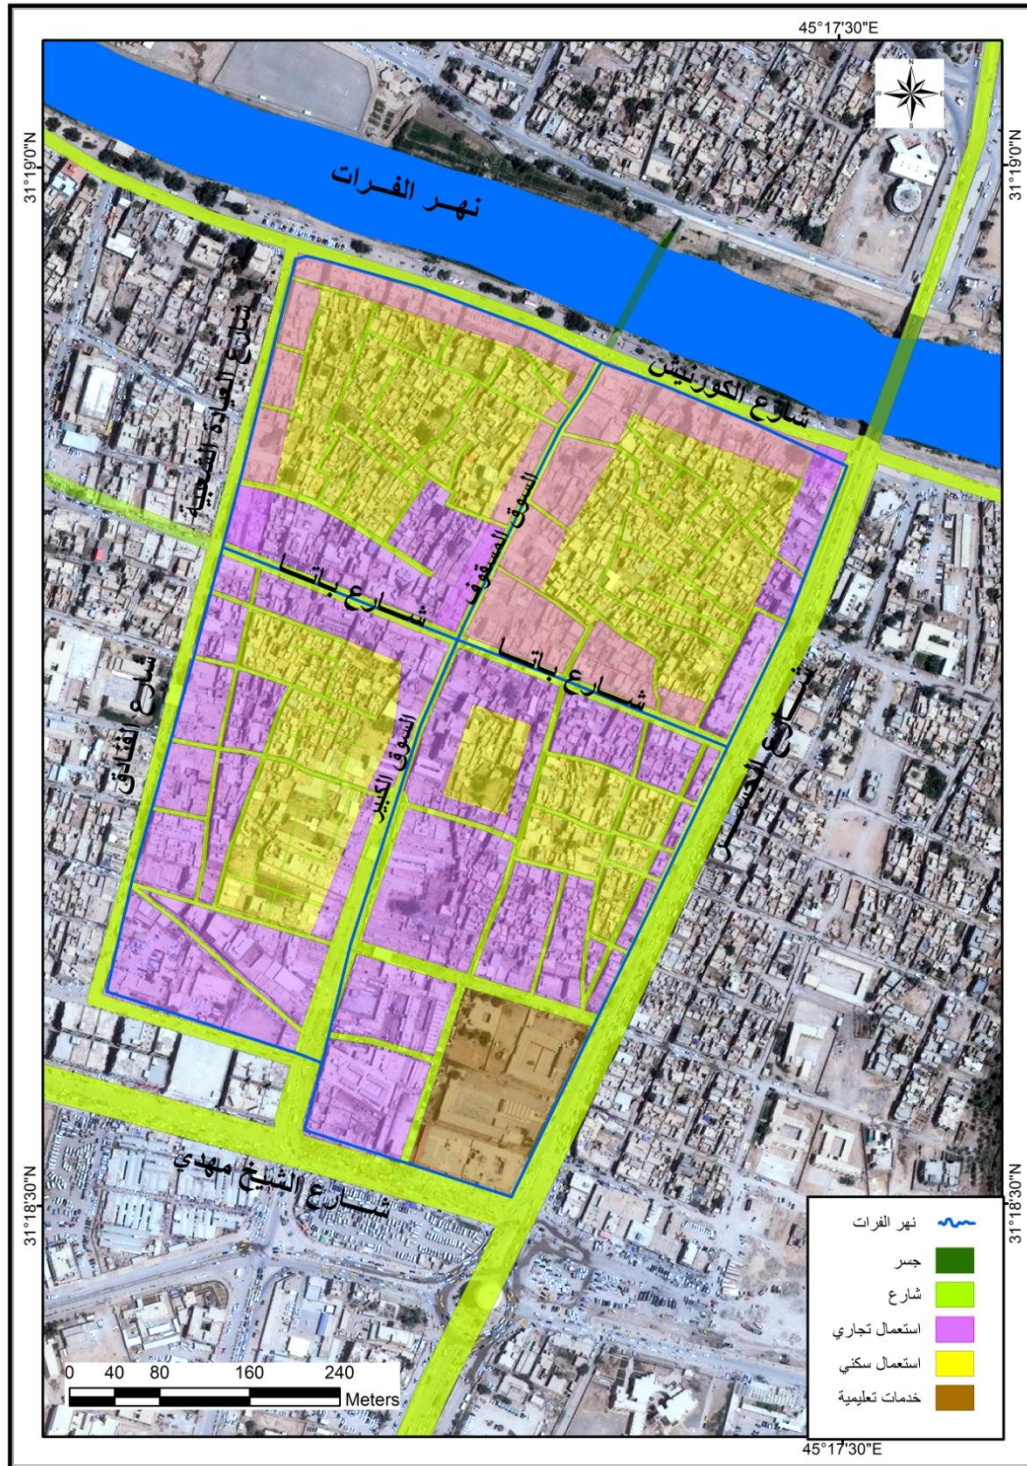 45°17'30"E
N
W E
S
31°19'0"N
31°19'0"N
نهر الفرات
شارع الكورنيش
شارع العيادة الشعبية
السوق المسقوف
شارع باتا
شارع باتا
شارع الفنادق
السوق الكبير
شارع الجسر
شارع الشيخ مهدي
31°18'30"N
31°18'30"N
نهر الفرات
جسر
شارع
استعمال تجاري
استعمال سكني
خدمات تعليمية
0 40 80 160 240
Meters
45°17'30"E